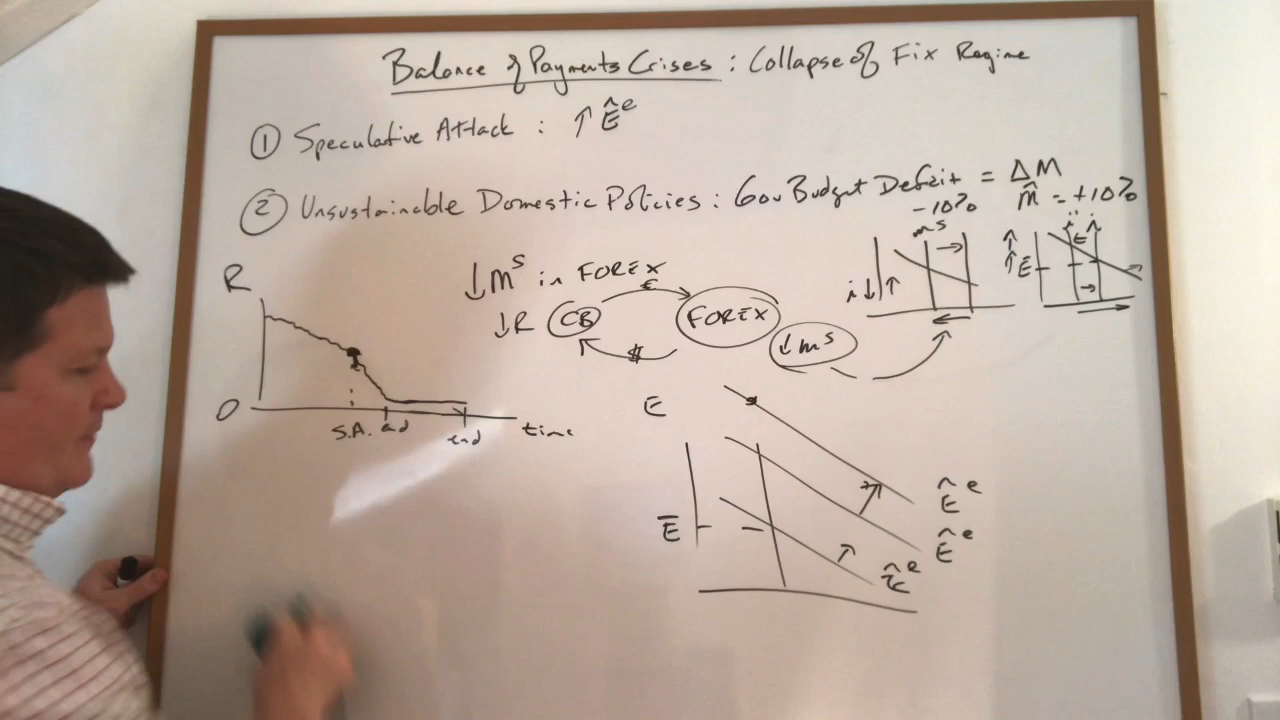 Balance of Payments Crises : Collapse of Fix Regime
① Speculative Attack : ↑ Ê^e
② Unsustainable Domestic Policies : Gov Budget Deficit = ΔM
-10%
M̂ = +10%
m^s
R
↓m^s in FOREX
€
↓R CB
FOREX
$
↓m^s
i ↓ ↑
↑ ↑ Ē
O
S.A.
end
time
E
Ē
Ê^e
Ê^e
Ê^e